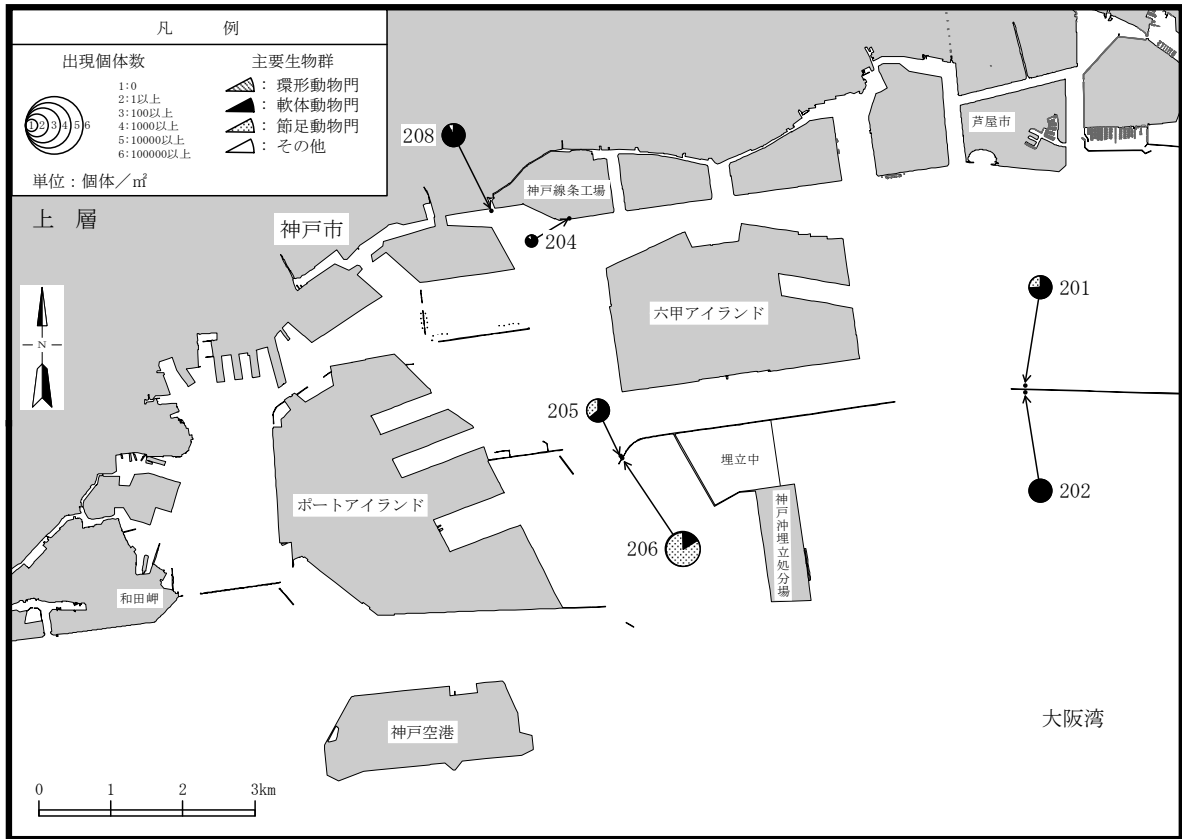 凡 例
出現個体数
1:0
2:1以上
3:100以上
4:1000以上
5:10000以上
6:100000以上
1 2 3 4 5 6
単位:個体/㎡
主要生物群
: 環形動物門
: 軟体動物門
: 節足動物門
: その他
上 層
N
208
神戸線条工場
神戸市
204
芦屋市
201
六甲アイランド
205
埋立中
202
ポートアイランド
神戸沖埋立処分場
206
和田岬
大阪湾
神戸空港
0 1 2 3km